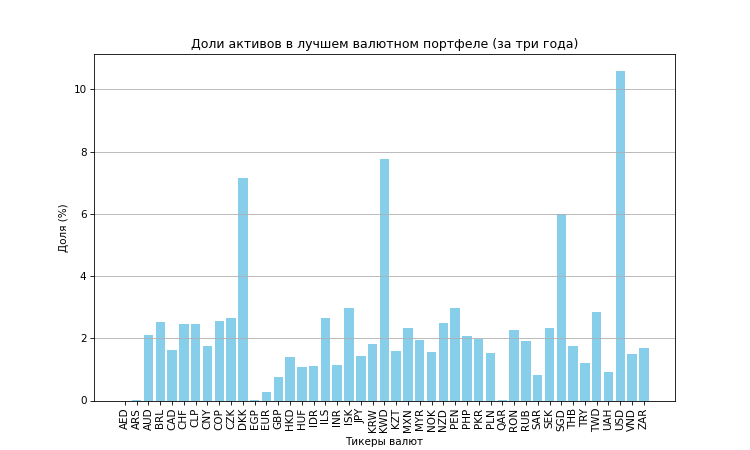 Доли активов в лучшем валютном портфеле (за три года)
Доля (%)
10
8
6
4
2
0
AED ARS AUD BRL CAD CHF CLP CNY COP CZK DKK EGP EUR GBP HKD HUF IDR ILS INR ISK JPY KRW KWD KZT MXN MYR NOK NZD PEN PHP PKR PLN QAR RON RUB SAR SEK SGD THB TRY TWD UAH USD VND ZAR
Тикеры валют